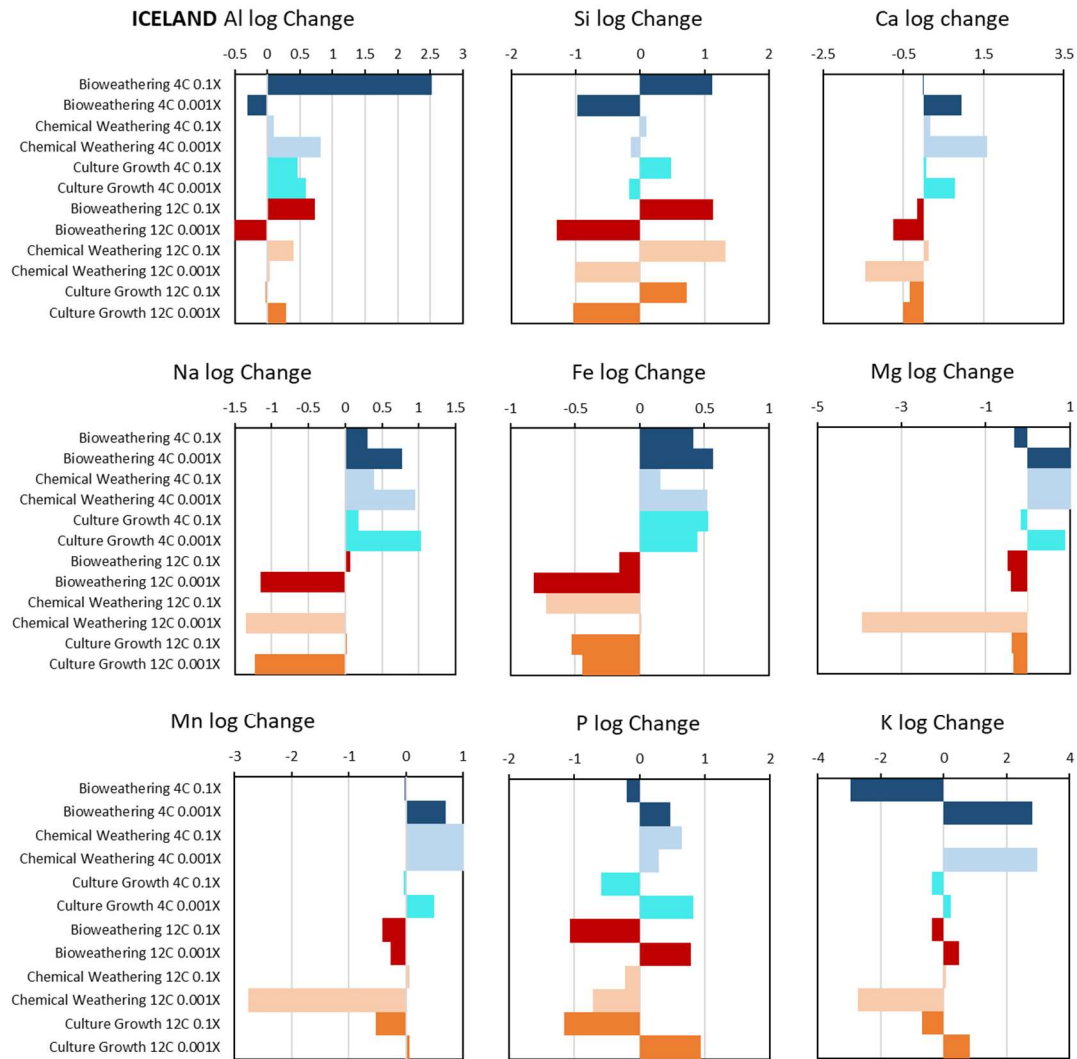 ICELAND Al log Change
Si log Change
Ca log change
-0.5 0 0.5 1 1.5 2 2.5 3
-2 -1 0 1 2
-2.5 -0.5 1.5 3.5
Bioweathering 4C 0.1X
Bioweathering 4C 0.001X
Chemical Weathering 4C 0.1X
Chemical Weathering 4C 0.001X
Culture Growth 4C 0.1X
Culture Growth 4C 0.001X
Bioweathering 12C 0.1X
Bioweathering 12C 0.001X
Chemical Weathering 12C 0.1X
Chemical Weathering 12C 0.001X
Culture Growth 12C 0.1X
Culture Growth 12C 0.001X
Na log Change
Fe log Change
Mg log Change
-1.5 -1 -0.5 0 0.5 1 1.5
-1 -0.5 0 0.5 1
-5 -3 -1 1
Bioweathering 4C 0.1X
Bioweathering 4C 0.001X
Chemical Weathering 4C 0.1X
Chemical Weathering 4C 0.001X
Culture Growth 4C 0.1X
Culture Growth 4C 0.001X
Bioweathering 12C 0.1X
Bioweathering 12C 0.001X
Chemical Weathering 12C 0.1X
Chemical Weathering 12C 0.001X
Culture Growth 12C 0.1X
Culture Growth 12C 0.001X
Mn log Change
P log Change
K log Change
-3 -2 -1 0 1
-2 -1 0 1 2
-4 -2 0 2 4
Bioweathering 4C 0.1X
Bioweathering 4C 0.001X
Chemical Weathering 4C 0.1X
Chemical Weathering 4C 0.001X
Culture Growth 4C 0.1X
Culture Growth 4C 0.001X
Bioweathering 12C 0.1X
Bioweathering 12C 0.001X
Chemical Weathering 12C 0.1X
Chemical Weathering 12C 0.001X
Culture Growth 12C 0.1X
Culture Growth 12C 0.001X